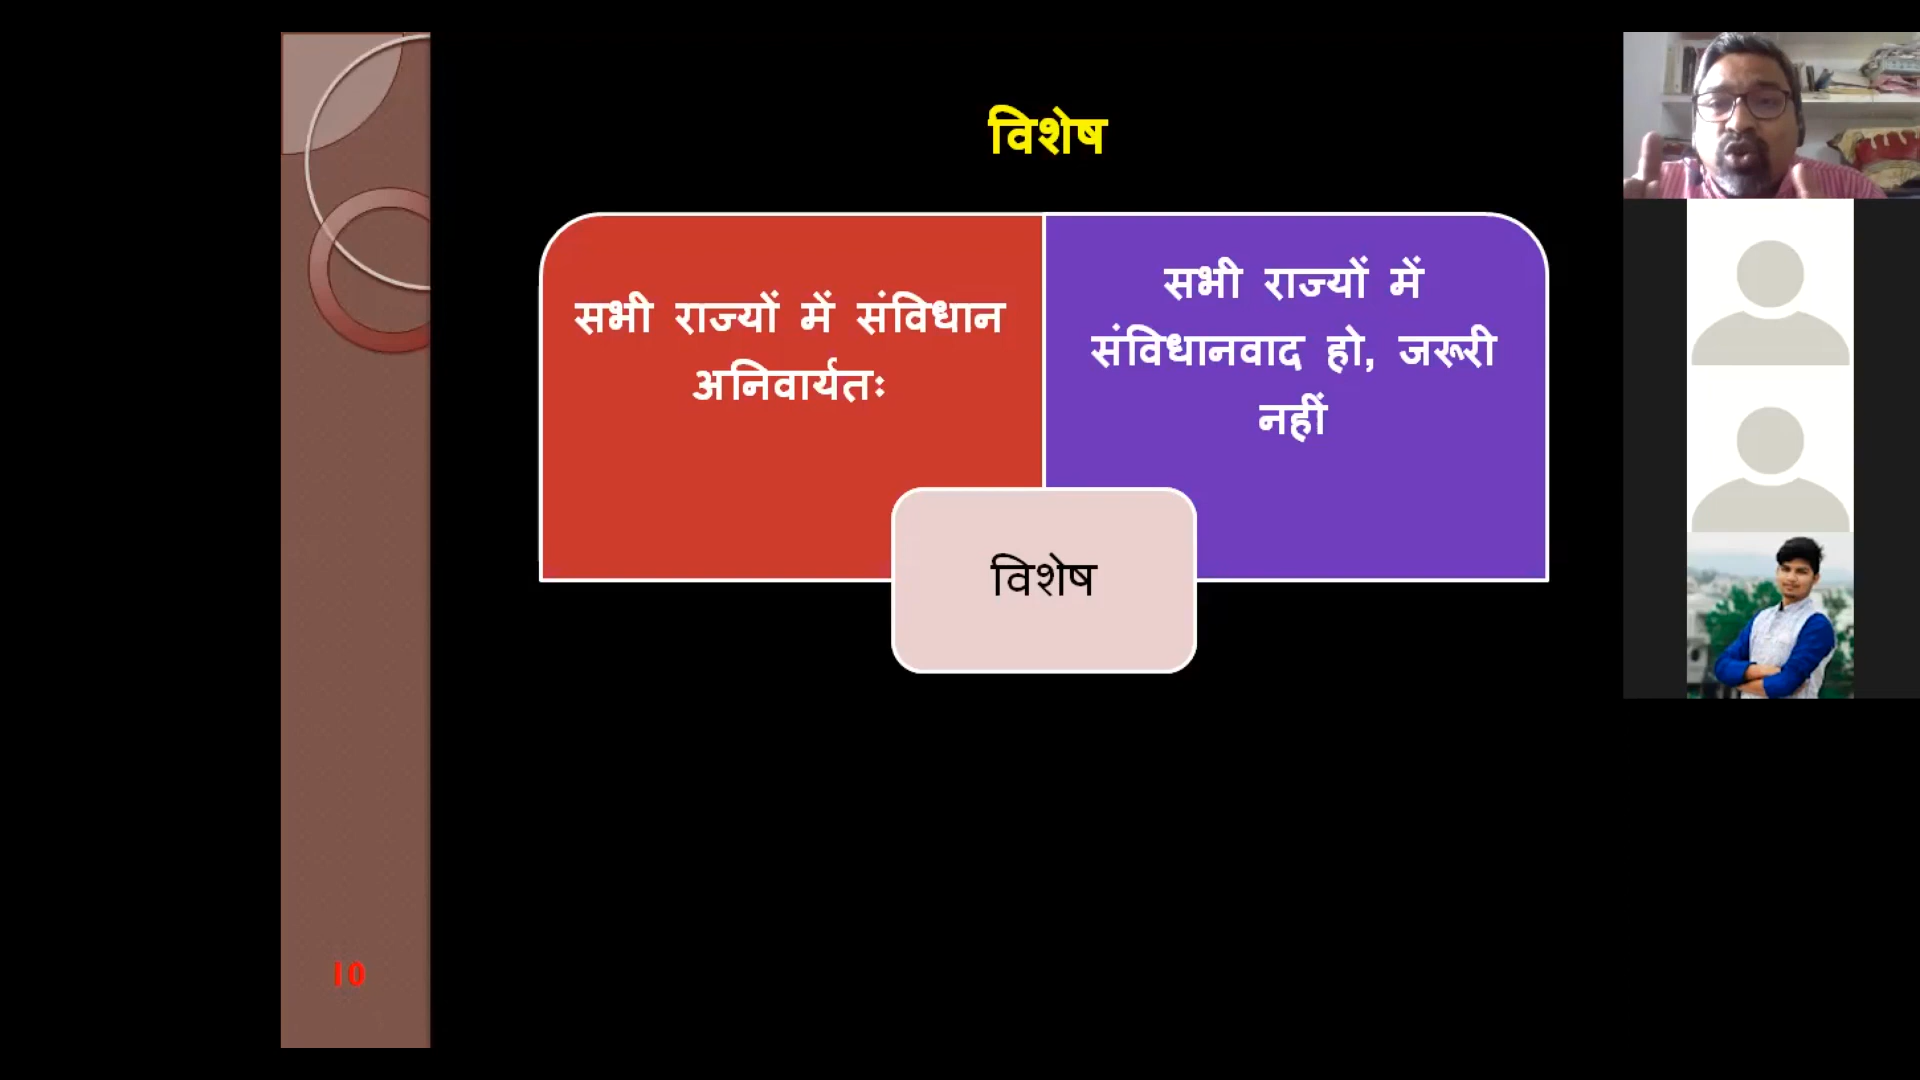 विशेष
सभी राज्यों में संविधान
अनिवार्यतः
सभी राज्यों में
संविधानवाद हो, जरूरी
नहीं
विशेष
10